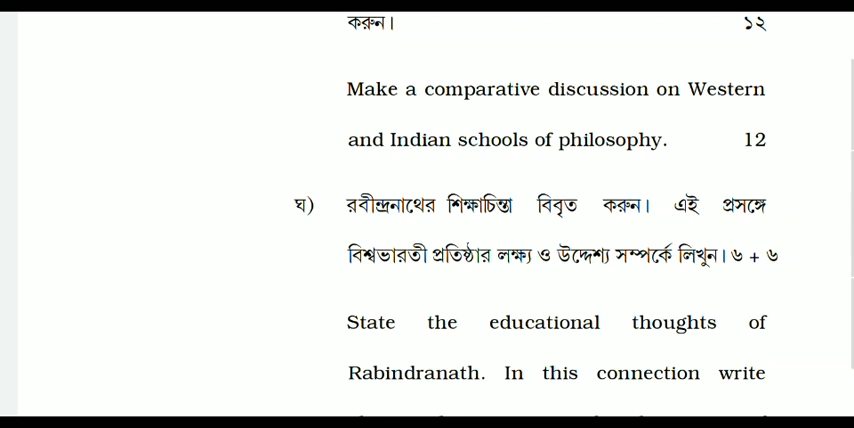 করুন। ১২
Make a comparative discussion on Western
and Indian schools of philosophy. 12
ঘ) রবীন্দ্রনাথের শিক্ষাচিন্তা বিবৃত করুন। এই প্রসঙ্গে
বিশ্বভারতী প্রতিষ্ঠার লক্ষ্য ও উদ্দেশ্য সম্পর্কে লিখুন। ৬ + ৬
State the educational thoughts of
Rabindranath. In this connection write